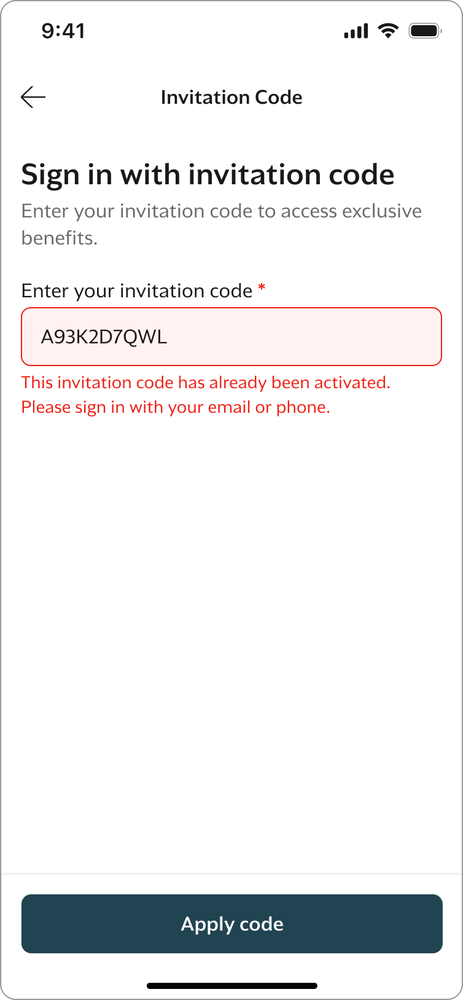 9:41
Invitation Code
Sign in with invitation code
Enter your invitation code to access exclusive
benefits.
Enter your invitation code *
A93K2D7QWL
This invitation code has already been activated.
Please sign in with your email or phone.
Apply code